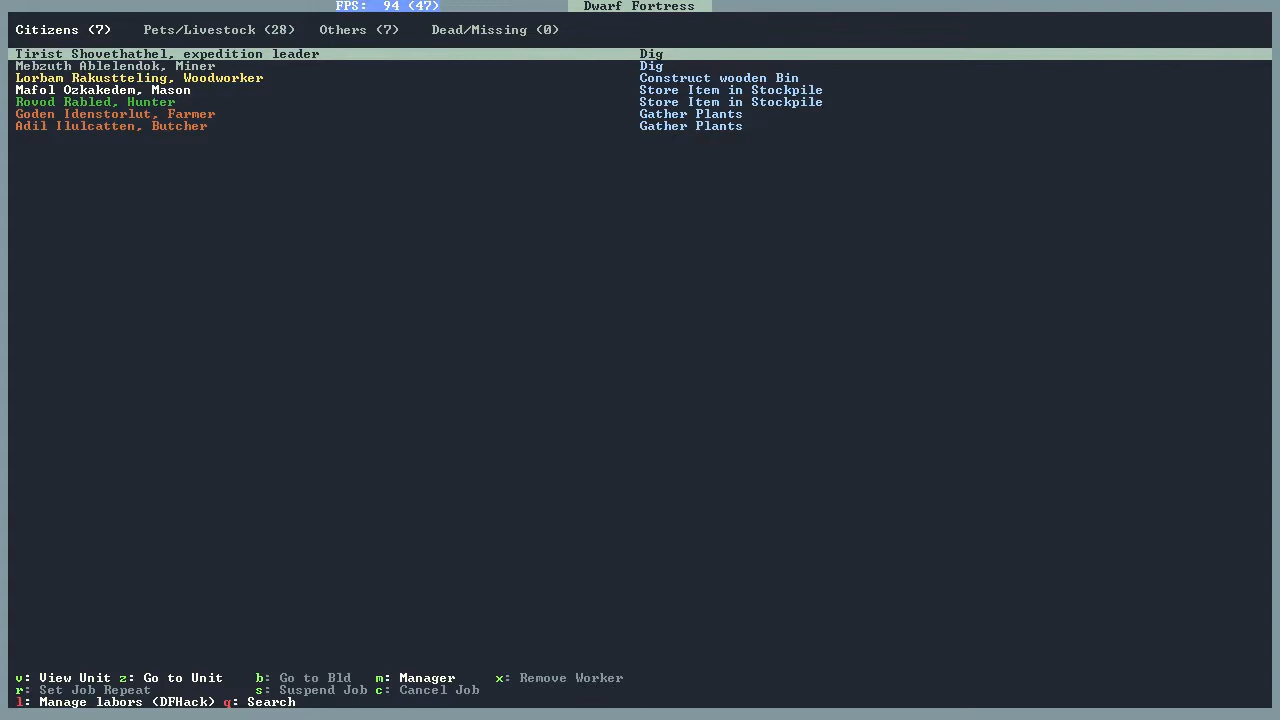 FPS:  94 (47) Dwarf Fortress
Citizens (7) Pets/Livestock (28) Others (7) Dead/Missing (0)
Tirist Shovethathel, expedition leader Dig
Mebzuth Ablelendok, Miner Dig
Lorbam Rakustteling, Woodworker Construct wooden Bin
Mafol Ozkakedem, Mason Store Item in Stockpile
Rovod Rabled, Hunter Store Item in Stockpile
Goden Idenstorlut, Farmer Gather Plants
Adil Ilulcatten, Butcher Gather Plants
v: View Unit z: Go to Unit b: Go to Bld m: Manager x: Remove Worker
r: Set Job Repeat s: Suspend Job c: Cancel Job
l: Manage labors (DFHack) q: Search